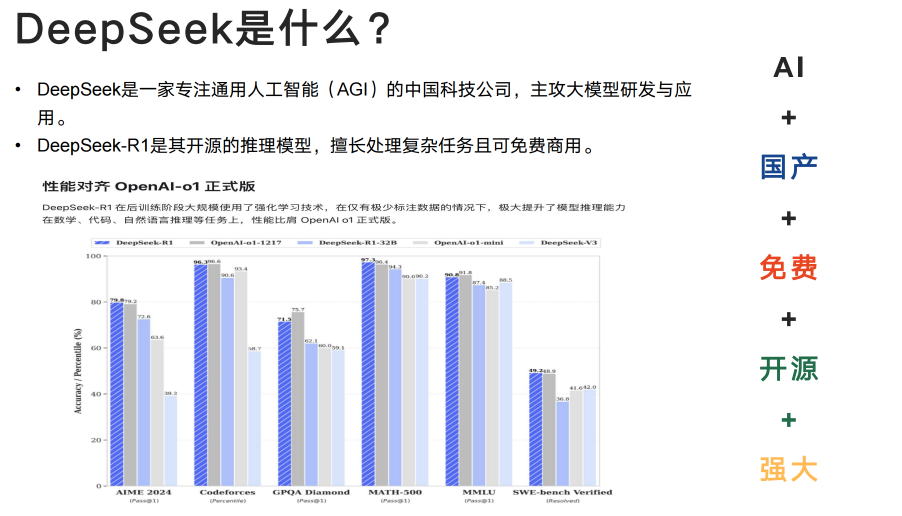 DeepSeek是什么？
• DeepSeek是一家专注通用人工智能（AGI）的中国科技公司，主攻大模型研发与应
用。
• DeepSeek-R1是其开源的推理模型，擅长处理复杂任务且可免费商用。
性能对齐 OpenAI-o1 正式版
DeepSeek-R1 在后训练阶段大规模使用了强化学习技术，在仅有极少标注数据的情况下，极大提升了模型推理能力
在数学、代码、自然语言推理等任务上，性能比肩 OpenAI o1 正式版。
DeepSeek-R1 OpenAI-o1-1217 DeepSeek-R1-32B OpenAI-o1-mini DeepSeek-V3
Accuracy / Percentile (%)
100
80
60
40
20
0
79.8 79.2 72.6 63.6 39.2
96.3 96.6 90.6 93.4 58.7
71.5 75.7 62.1 60.0 59.1
97.3 96.4 94.3 90.0 90.2
90.8 91.8 87.4 85.2 88.5
49.2 48.9 36.8 41.6 42.0
AIME 2024 Codeforces GPQA Diamond MATH-500 MMLU SWE-bench Verified
(Pass@1) (Percentile) (Pass@1) (Pass@1) (Pass@1) (Resolved)
AI
+
国产
+
免费
+
开源
+
强大